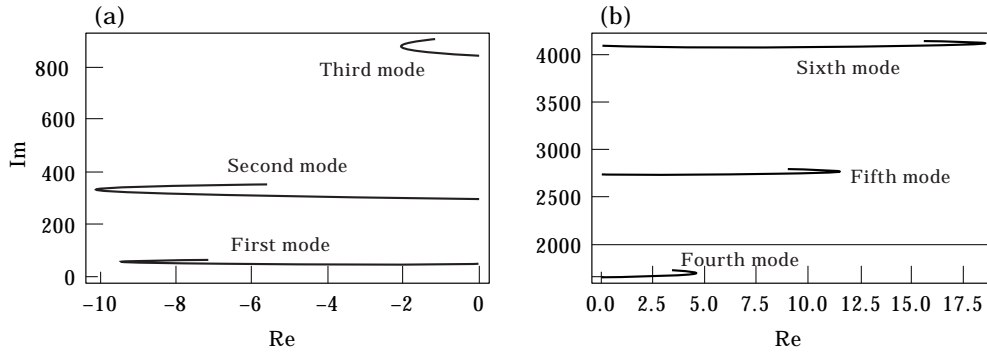 (a)
800
600
400
200
0
Im
Third mode
Second mode
First mode
−10
−8
−6
−4
−2
0
Re
(b)
4000
3500
3000
2500
2000
Sixth mode
Fifth mode
Fourth mode
0.0
2.5
5.0
7.5
10.0
12.5
15.0
17.5
Re